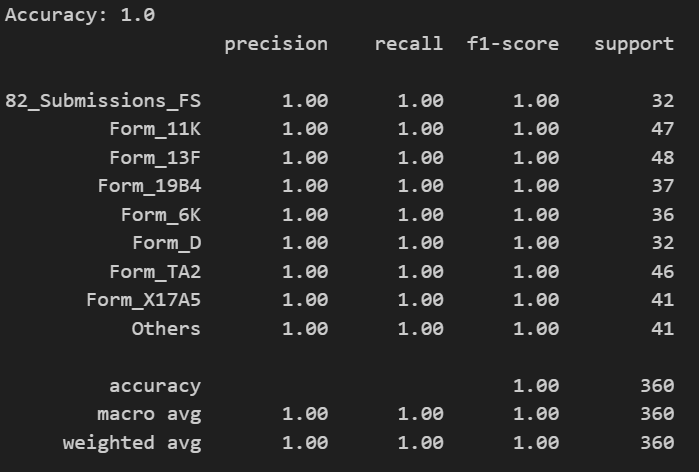 Accuracy: 1.0
precision recall f1-score support
82_Submissions_FS 1.00 1.00 1.00 32
Form_11K 1.00 1.00 1.00 47
Form_13F 1.00 1.00 1.00 48
Form_19B4 1.00 1.00 1.00 37
Form_6K 1.00 1.00 1.00 36
Form_D 1.00 1.00 1.00 32
Form_TA2 1.00 1.00 1.00 46
Form_X17A5 1.00 1.00 1.00 41
Others 1.00 1.00 1.00 41
accuracy 1.00 360
macro avg 1.00 1.00 1.00 360
weighted avg 1.00 1.00 1.00 360